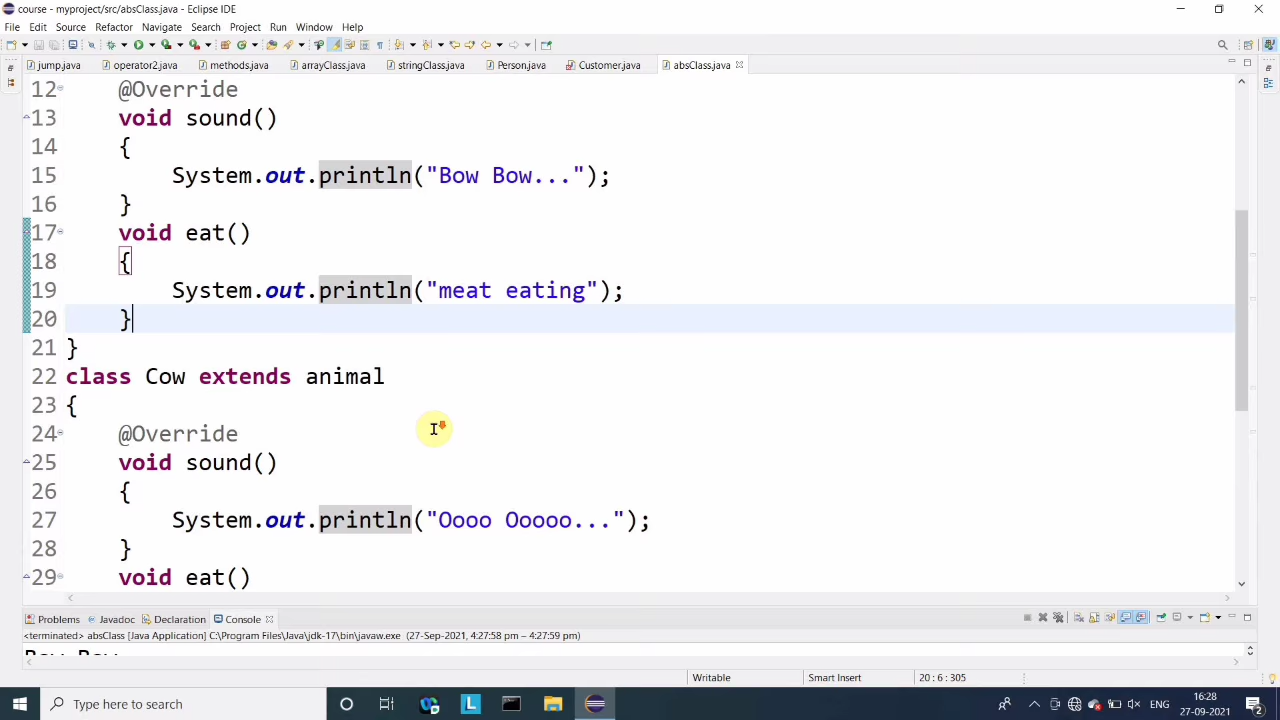 course - myproject/src/absClass.java - Eclipse IDE
File Edit Source Refactor Navigate Search Project Run Window Help
jump.java operator2.java methods.java arrayClass.java stringClass.java Person.java Customer.java absClass.java
12 @Override
13 void sound()
14 {
15 System.out.println("Bow Bow...");
16 }
17 void eat()
18 {
19 System.out.println("meat eating");
20 }
21 }
22 class Cow extends animal
23 {
24 @Override
25 void sound()
26 {
27 System.out.println("Oooo Ooooo...");
28 }
29 void eat()
Problems Javadoc Declaration Console
<terminated> absClass [Java Application] C:\Program Files\Java\jdk-17\bin\javaw.exe (27-Sep-2021, 4:27:58 pm – 4:27:59 pm)
Bow Bow
Writable Smart Insert 20 : 6 : 305
Type here to search L ENG 16:28 27-09-2021 2